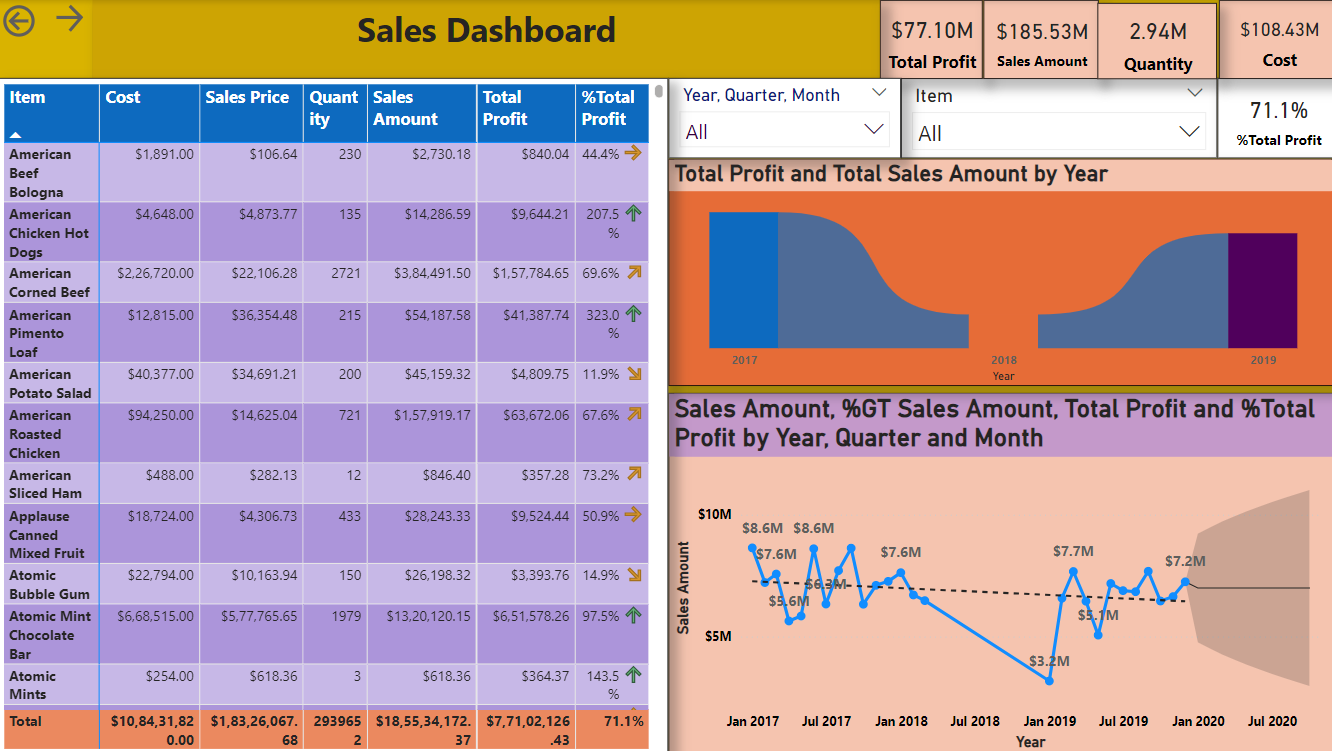 Sales Dashboard
$77.10M
Total Profit
$185.53M
Sales Amount
2.94M
Quantity
$108.43M
Cost
Item Cost Sales Price Quant
ity Sales
Amount Total
Profit %Total
Profit
American
Beef
Bologna $1,891.00 $106.64 230 $2,730.18 $840.04 44.4%
American
Chicken Hot
Dogs $4,648.00 $4,873.77 135 $14,286.59 $9,644.21 207.5
%
American
Corned Beef $2,26,720.00 $22,106.28 2721 $3,84,491.50 $1,57,784.65 69.6%
American
Pimento
Loaf $12,815.00 $36,354.48 215 $54,187.58 $41,387.74 323.0
%
American
Potato Salad $40,377.00 $34,691.21 200 $45,159.32 $4,809.75 11.9%
American
Roasted
Chicken $94,250.00 $14,625.04 721 $1,57,919.17 $63,672.06 67.6%
American
Sliced Ham $488.00 $282.13 12 $846.40 $357.28 73.2%
Applause
Canned
Mixed Fruit $18,724.00 $4,306.73 433 $28,243.33 $9,524.44 50.9%
Atomic
Bubble Gum $22,794.00 $10,163.94 150 $26,198.32 $3,393.76 14.9%
Atomic Mint
Chocolate
Bar $6,68,515.00 $5,77,765.65 1979 $13,20,120.15 $6,51,578.26 97.5%
Atomic
Mints $254.00 $618.36 3 $618.36 $364.37 143.5
%
Total $10,84,31,82
0.00 $1,83,26,067.
68 293965
2 $18,55,34,172.
37 $7,71,02,126
.43 71.1%
Year, Quarter, Month
All
Item
All
71.1%
%Total Profit
Total Profit and Total Sales Amount by Year
2017 2018 2019
Year
Sales Amount, %GT Sales Amount, Total Profit and %Total
Profit by Year, Quarter and Month
Sales Amount
$10M
$5M
$8.6M $8.6M
$7.6M
$5.6M
$6.3M
$7.6M
$3.2M
$7.7M
$5.1M
$7.2M
Jan 2017 Jul 2017 Jan 2018 Jul 2018 Jan 2019 Jul 2019 Jan 2020 Jul 2020
Year